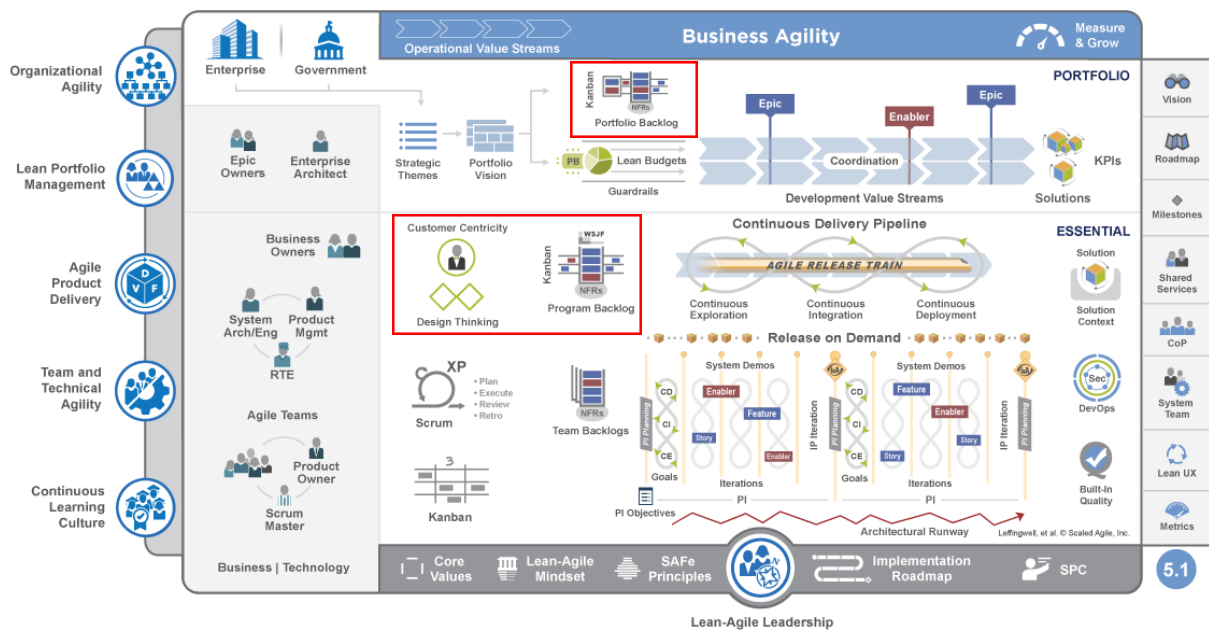 Organizational
Agility
Lean Portfolio
Management
Agile
Product
Delivery
D
V
F
Team and
Technical
Agility
Continuous
Learning
Culture
Enterprise
Government
Operational Value Streams
Business Agility
Measure
& Grow
PORTFOLIO
Epic
Owners
Enterprise
Architect
Strategic
Themes
Portfolio
Vision
Kanban
NFRs
Portfolio Backlog
PB
Lean Budgets
Guardrails
Epic
Enabler
Epic
Coordination
Development Value Streams
KPIs
Solutions
ESSENTIAL
Business
Owners
System
Arch/Eng
Product
Mgmt
RTE
Agile Teams
Product
Owner
Scrum
Master
Business | Technology
Customer Centricity
Design Thinking
WSJF
Kanban
NFRs
Program Backlog
XP
• Plan
• Execute
• Review
• Retro
Scrum
NFRs
Team Backlogs
3
Kanban
Continuous Delivery Pipeline
AGILE RELEASE TRAIN
Continuous
Exploration
Continuous
Integration
Continuous
Deployment
Release on Demand
System Demos
System Demos
PI Planning
CD
CI
CE
Goals
Enabler
Feature
Story
Enabler
Iterations
IP Iteration
I&A
PI Planning
CD
CI
CE
Goals
Feature
Enabler
Story
Story
Iterations
IP Iteration
I&A
PI Planning
PI
PI
PI Objectives
Architectural Runway
Solution
Solution
Context
Sec
DevOps
Built-In
Quality
Leffingwell, et al. © Scaled Agile, Inc.
Vision
Roadmap
Milestones
Shared
Services
CoP
System
Team
Lean UX
Metrics
5.1
Core
Values
Lean-Agile
Mindset
SAFe
Principles
Implementation
Roadmap
SPC
Lean-Agile Leadership